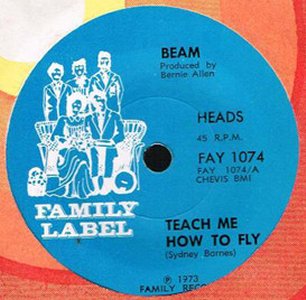 BEAM
Produced by
Bernie Allen
HEADS
45 R.P.M.
FAY 1074
FAY 1074/A
CHEVIS BMI
FAMILY
LABEL
TEACH ME
HOW TO FLY
(Sydney Barnes)
℗ 1973
FAMILY